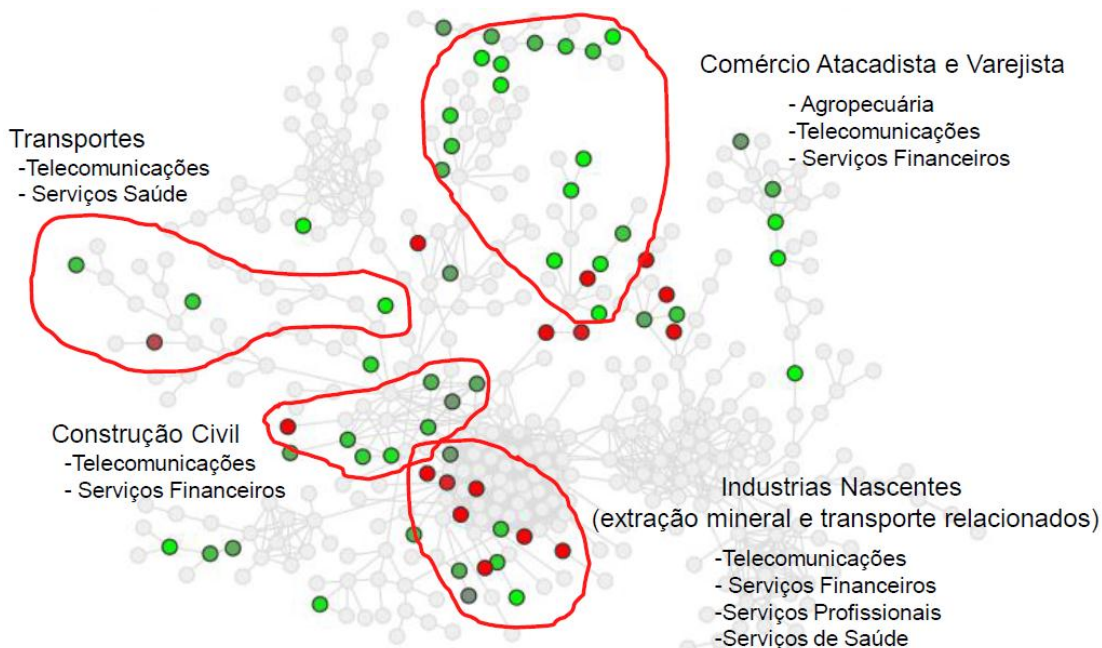 Comércio Atacadista e Varejista
- Agropecuária
-Telecomunicações
- Serviços Financeiros
Transportes
-Telecomunicações
- Serviços Saúde
Construção Civil
-Telecomunicações
- Serviços Financeiros
Industrias Nascentes
(extração mineral e transporte relacionados)
-Telecomunicações
- Serviços Financeiros
-Serviços Profissionais
-Serviços de Saúde